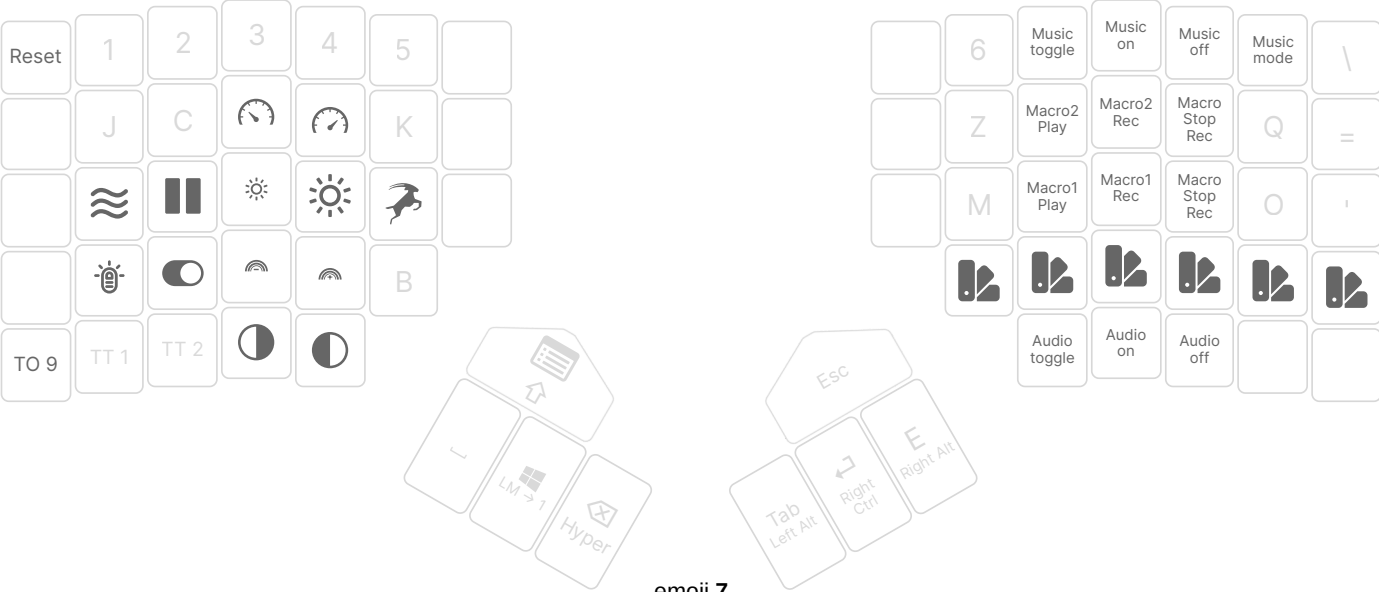 Reset
1
2
3
4
5
6
Music
toggle
Music
on
Music
off
Music
mode
\
J
C
K
Z
Macro2
Play
Macro2
Rec
Macro
Stop
Rec
Q
=
M
Macro1
Play
Macro1
Rec
Macro
Stop
Rec
O
'
B
TO 9
TT 1
TT 2
Audio
toggle
Audio
on
Audio
off
LM → 1
Hyper
Esc
Tab
Left Alt
Right
Ctrl
E
Right Alt
emoji 7